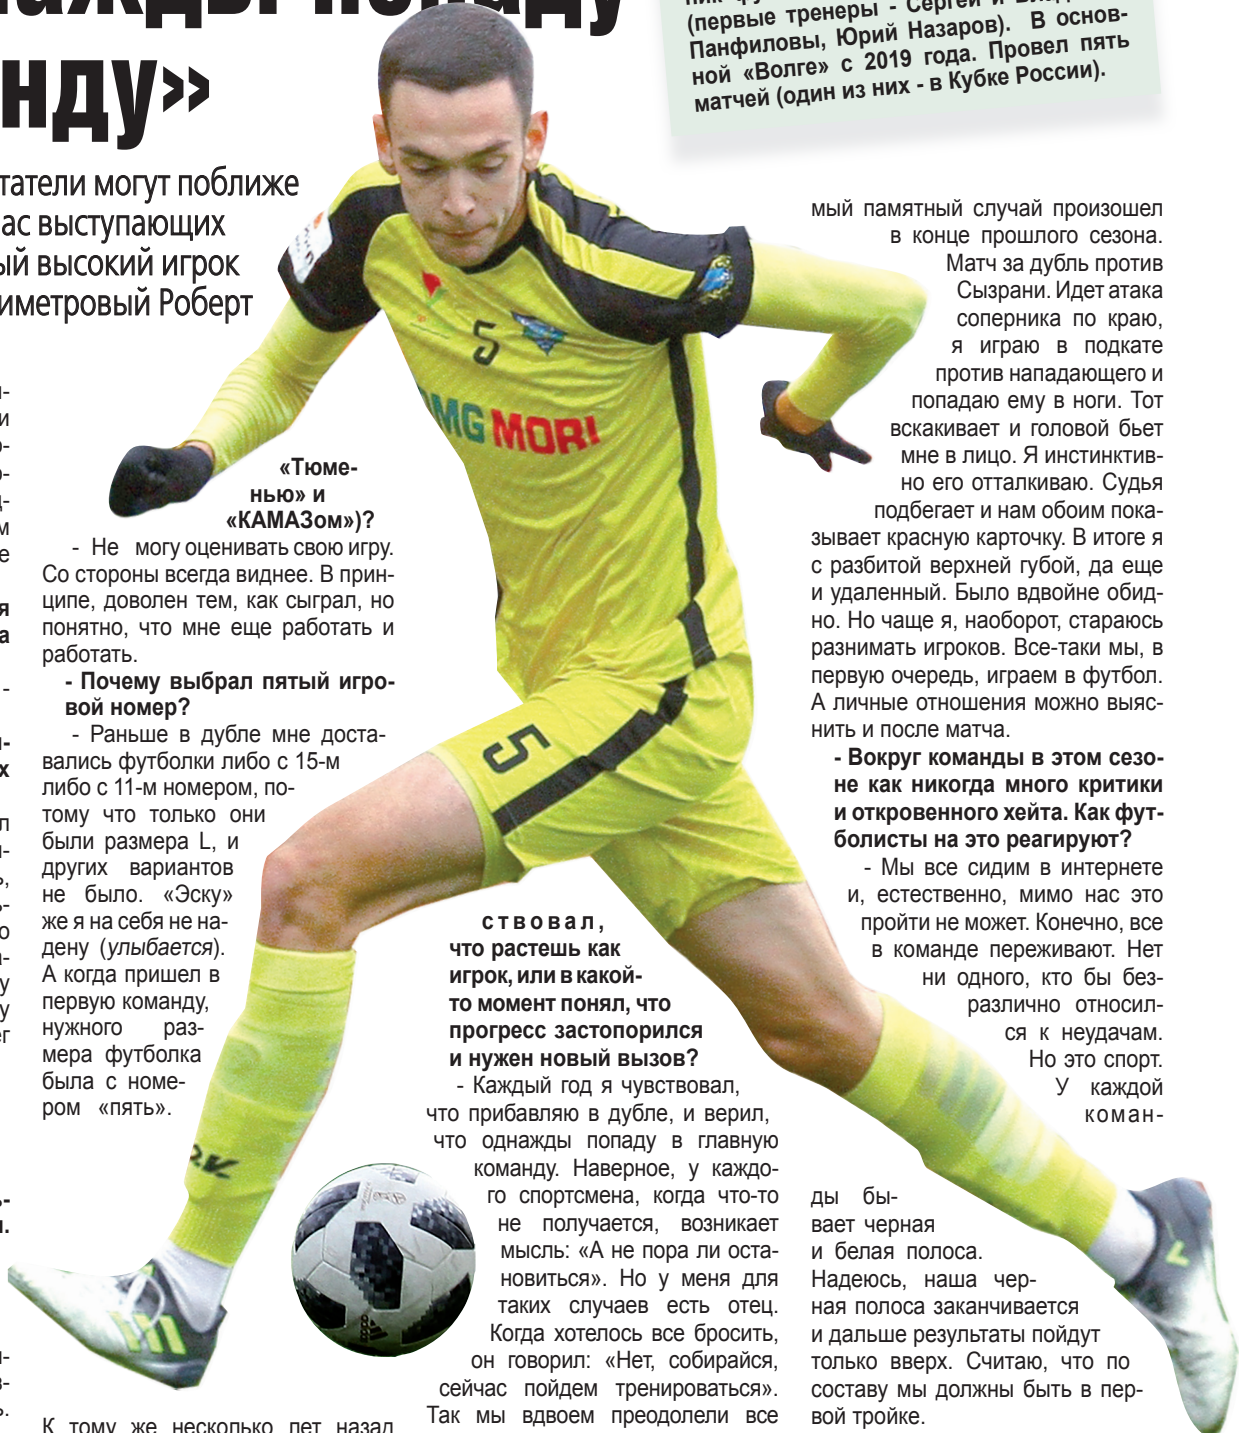 нду»
(первые тренеры - Сергей и
Панфиловы, Юрий Назаров). В основ-
ной «Волге» с 2019 года. Провел пять
матчей (один из них - в Кубке России).
могут поближе
выступающих
высокий игрок
Роберт
5
MORI
5
«Тюме-
нью» и
«КАМАЗом»)?
- Не могу оценивать свою игру.
Со стороны всегда виднее. В прин-
ципе, доволен тем, как сыграл, но
понятно, что мне еще работать и
работать.
- Почему выбрал пятый игро-
вой номер?
- Раньше в дубле мне доста-
вались футболки либо с 15-м
либо с 11-м номером, по-
тому что только они
были размера L, и
других вариантов
не было. «Эску»
же я на себя не на-
дену (улыбается).
А когда пришел в
первую команду,
нужного раз-
мера футболка
была с номе-
ром «пять».
К тому же несколько лет назад
ствовал,
что растешь как
игрок, или в какой-
то момент понял, что
прогресс застопорился
и нужен новый вызов?
- Каждый год я чувствовал,
что прибавляю в дубле, и верил,
что однажды попаду в главную
команду. Наверное, у каждо-
го спортсмена, когда что-то
не получается, возникает
мысль: «А не пора ли оста-
новиться». Но у меня для
таких случаев есть отец.
Когда хотелось все бросить,
он говорил: «Нет, собирайся,
сейчас пойдем тренироваться».
Так мы вдвоем преодолели все
мый памятный случай произошел
в конце прошлого сезона.
Матч за дубль против
Сызрани. Идет атака
соперника по краю,
я играю в подкате
против нападающего и
попадаю ему в ноги. Тот
вскакивает и головой бьет
мне в лицо. Я инстинктив-
но его отталкиваю. Судья
подбегает и нам обоим пока-
зывает красную карточку. В итоге я
с разбитой верхней губой, да еще
и удаленный. Было вдвойне обид-
но. Но чаще я, наоборот, стараюсь
разнимать игроков. Все-таки мы, в
первую очередь, играем в футбол.
А личные отношения можно выяс-
нить и после матча.
- Вокруг команды в этом сезо-
не как никогда много критики
и откровенного хейта. Как фут-
болисты на это реагируют?
- Мы все сидим в интернете
и, естественно, мимо нас это
пройти не может. Конечно, все
в команде переживают. Нет
ни одного, кто бы без-
различно относил-
ся к неудачам.
Но это спорт.
У каждой
коман-
ды бы-
вает черная
и белая полоса.
Надеюсь, наша чер-
ная полоса заканчивается
и дальше результаты пойдут
только вверх. Считаю, что по
составу мы должны быть в пер-
вой тройке.